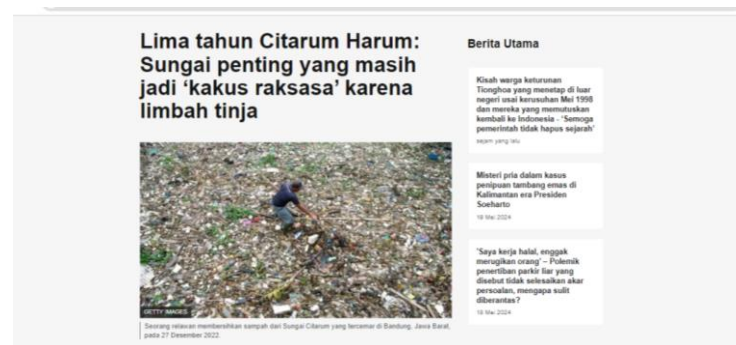 Lima tahun Citarum Harum:
Sungai penting yang masih
jadi ‘kakus raksasa’ karena
limbah tinja
GETTY IMAGES
Seorang relawan membersihkan sampah dari Sungai Citarum yang tercemar di Bandung, Jawa Barat,
pada 27 Desember 2022.
Berita Utama
Kisah warga keturunan
Tionghoa yang menetap di luar
negeri usai kerusuhan Mei 1998
dan mereka yang memutuskan
kembali ke Indonesia - ‘Semoga
pemerintah tidak hapus sejarah’
sejam yang lalu
Misteri pria dalam kasus
penipuan tambang emas di
Kalimantan era Presiden
Soeharto
18 Mei 2024
'Saya kerja halal, enggak
merugikan orang' – Polemik
penertiban parkir liar yang
disebut tidak selesaikan akar
persoalan, mengapa sulit
diberantas?
18 Mei 2024